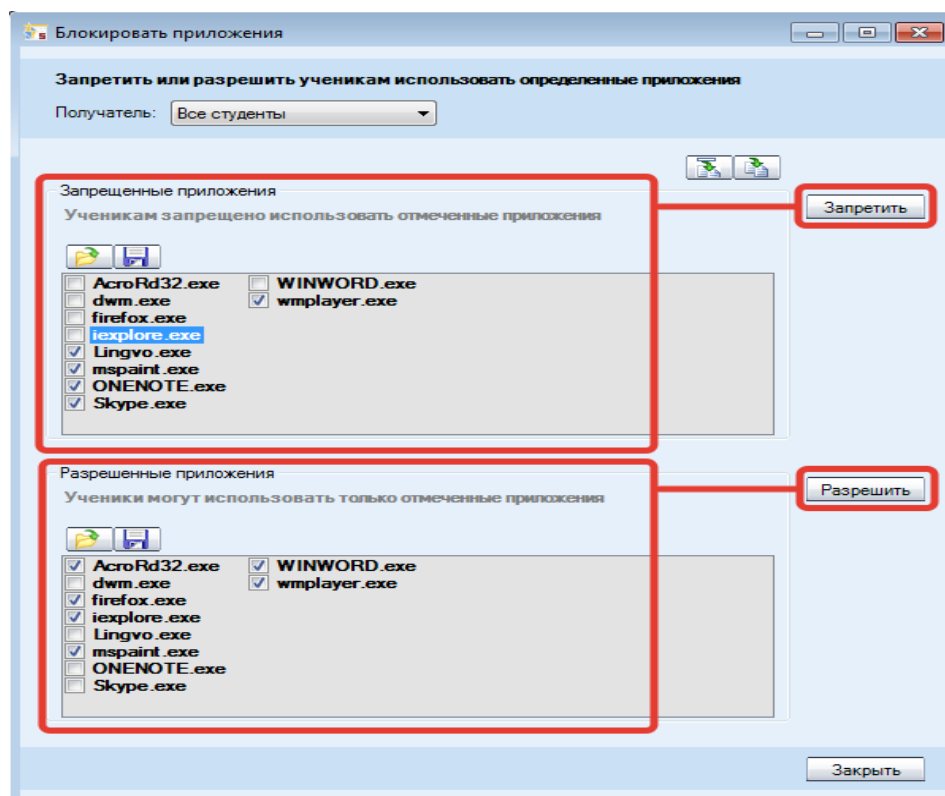 Блокировать приложения
Запретить или разрешить ученикам использовать определенные приложения
Получатель: Все студенты
Запрещенные приложения
Запретить
Ученикам запрещено использовать отмеченные приложения
AcroRd32.exe WINWORD.exe
dwm.exe wmplayer.exe
firefox.exe
iexplore.exe
Lingvo.exe
mspaint.exe
ONENOTE.exe
Skype.exe
Разрешенные приложения
Разрешить
Ученики могут использовать только отмеченные приложения
AcroRd32.exe WINWORD.exe
dwm.exe wmplayer.exe
firefox.exe
iexplore.exe
Lingvo.exe
mspaint.exe
ONENOTE.exe
Skype.exe
Закрыть